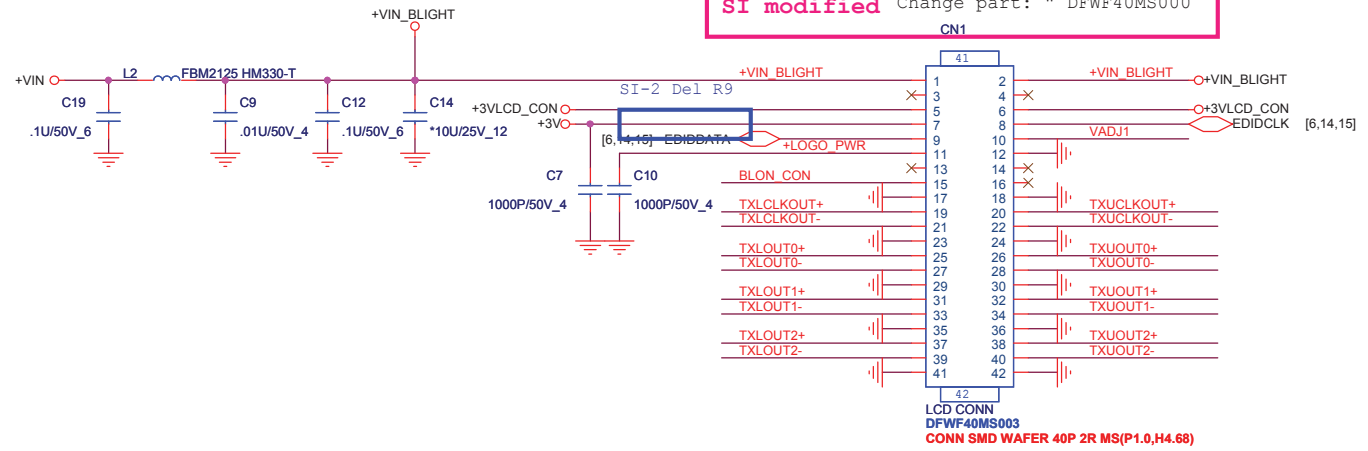 SI modified Change part: " DFWF40MS000
+VIN_BLIGHT
CN1
41
+VIN L2 FBM2125 HM330-T +VIN_BLIGHT 1 2 +VIN_BLIGHT +VIN_BLIGHT
SI-2 Del R9 3 4
C19 C9 C12 C14 +3VLCD_CON 5 6 +3VLCD_CON
.1U/50V_6 .01U/50V_4 .1U/50V_6 *10U/25V_12 +3V 7 8 EDIDCLK [6,14,15]
[6,14,15] EDIDDATA 9 10 VADJ1
+LOGO_PWR 11 12
13 14
C7 C10 BLON_CON 15 16
1000P/50V_4 1000P/50V_4 17 18
TXLCLKOUT+ 19 20 TXUCLKOUT+
TXLCLKOUT- 21 22 TXUCLKOUT-
23 24
TXLOUT0+ 25 26 TXUOUT0+
TXLOUT0- 27 28 TXUOUT0-
29 30
TXLOUT1+ 31 32 TXUOUT1+
TXLOUT1- 33 34 TXUOUT1-
35 36
TXLOUT2+ 37 38 TXUOUT2+
TXLOUT2- 39 40 TXUOUT2-
41 42
42
LCD CONN
DFWF40MS003
CONN SMD WAFER 40P 2R MS(P1.0,H4.68)